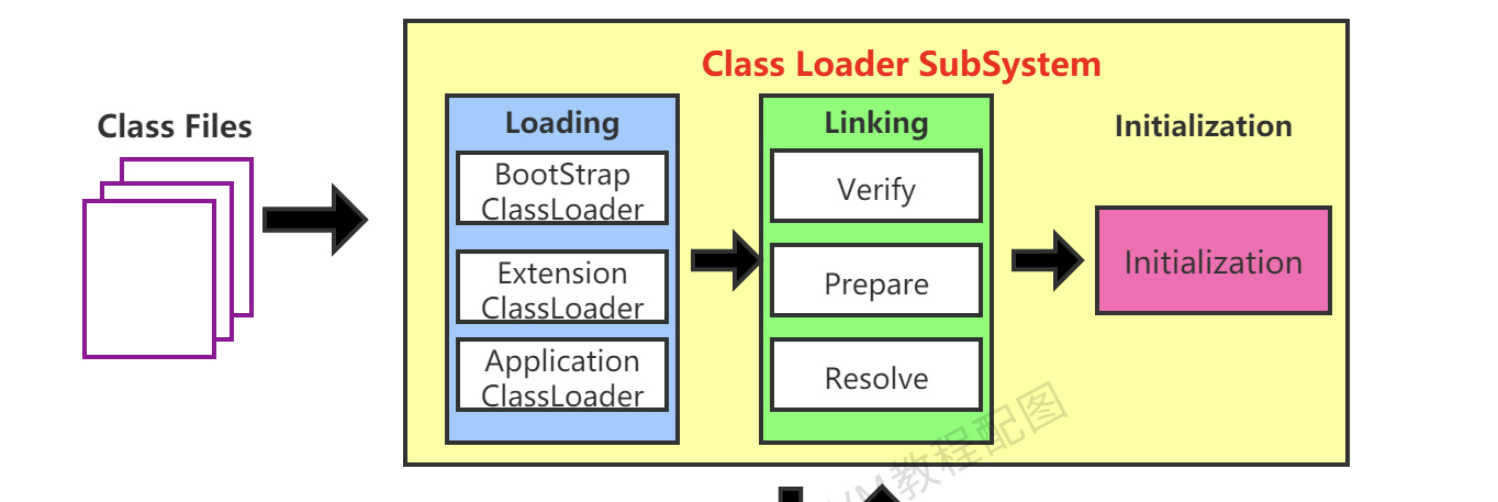 Class Loader SubSystem
Class Files
Loading
BootStrap
ClassLoader
Extension
ClassLoader
Application
ClassLoader
Linking
Verify
Prepare
Resolve
Initialization
Initialization
教程配图